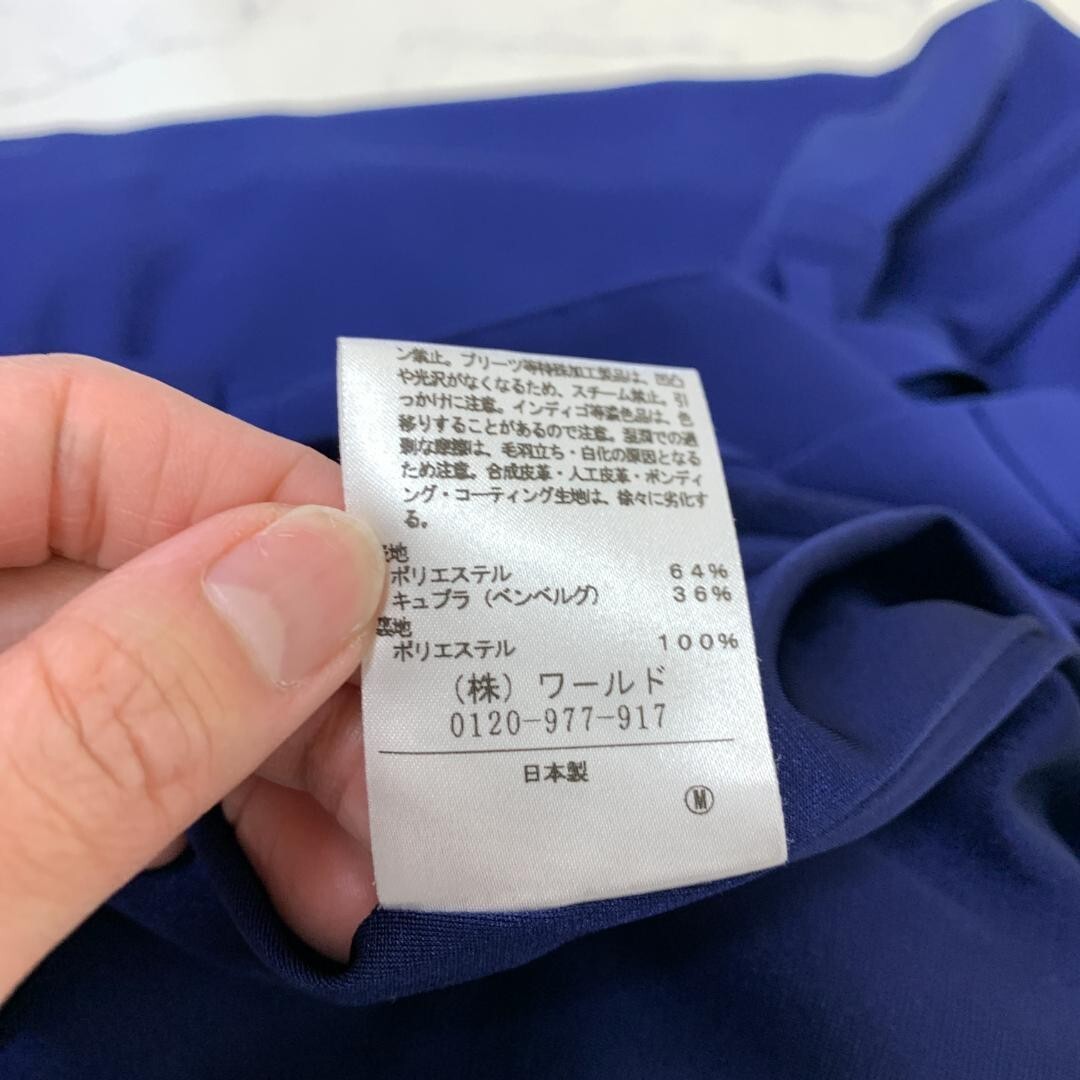 ン禁止。プリーツ等特殊加工製品は、凹凸
や光沢がなくなるため、スチーム禁止。引
っかけに注意。インディゴ等染色品は、色
移りすることがあるので注意。湿潤での過
剰な摩擦は、毛羽立ち・白化の原因となる
ため注意。合成皮革・人工皮革・ボンディ
ング・コーティング生地は、徐々に劣化す
る。
表地
ポリエステル 64%
キュプラ（ベンベルグ） 36%
裏地
ポリエステル 100%
（株）ワールド
0120-977-917
日本製
Ⓜ